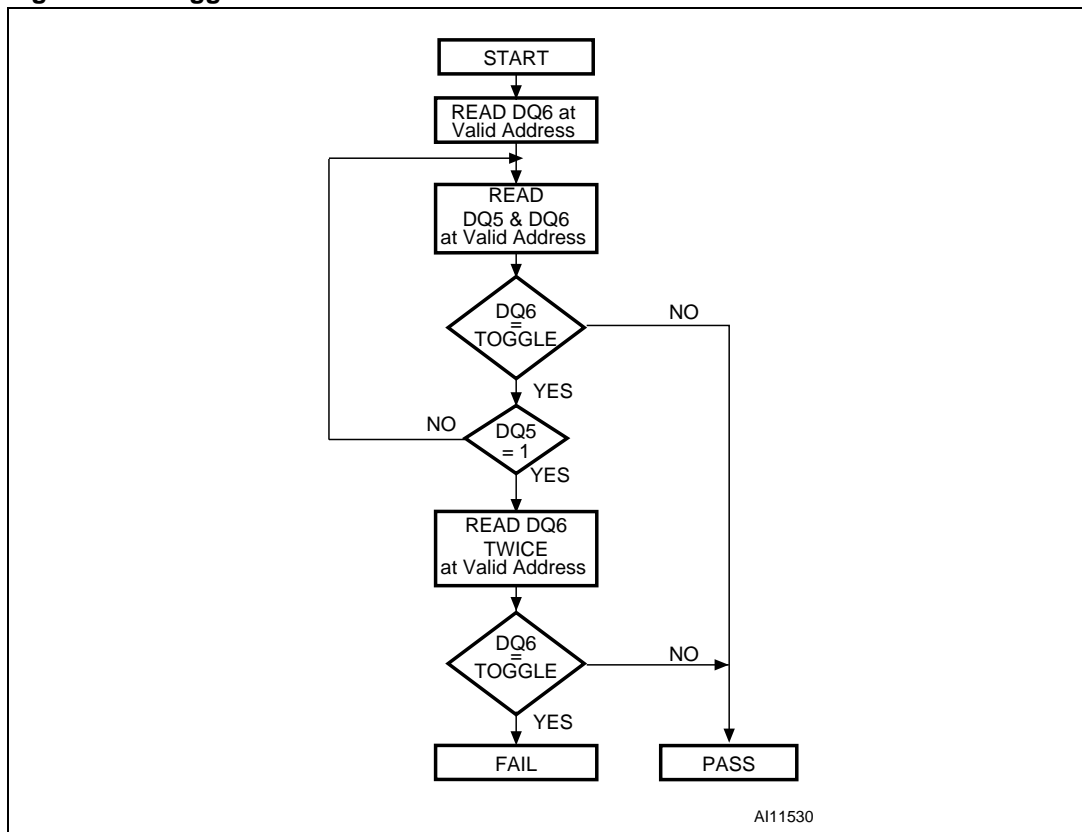 START
READ DQ6 at
Valid Address
READ
DQ5 & DQ6
at Valid Address
DQ6
=
TOGGLE
NO
YES
NO
DQ5
= 1
YES
READ DQ6
TWICE
at Valid Address
DQ6
=
TOGGLE
NO
YES
FAIL
PASS
AI11530